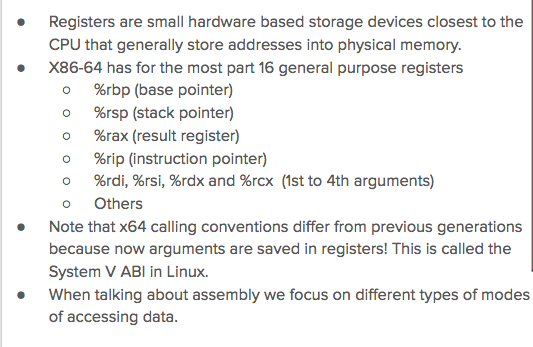 ● Registers are small hardware based storage devices closest to the
CPU that generally store addresses into physical memory.
● X86-64 has for the most part 16 general purpose registers
○ %rbp (base pointer)
○ %rsp (stack pointer)
○ %rax (result register)
○ %rip (instruction pointer)
○ %rdi, %rsi, %rdx and %rcx (1st to 4th arguments)
○ Others
● Note that x64 calling conventions differ from previous generations
because now arguments are saved in registers! This is called the
System V ABI in Linux.
● When talking about assembly we focus on different types of modes
of accessing data.